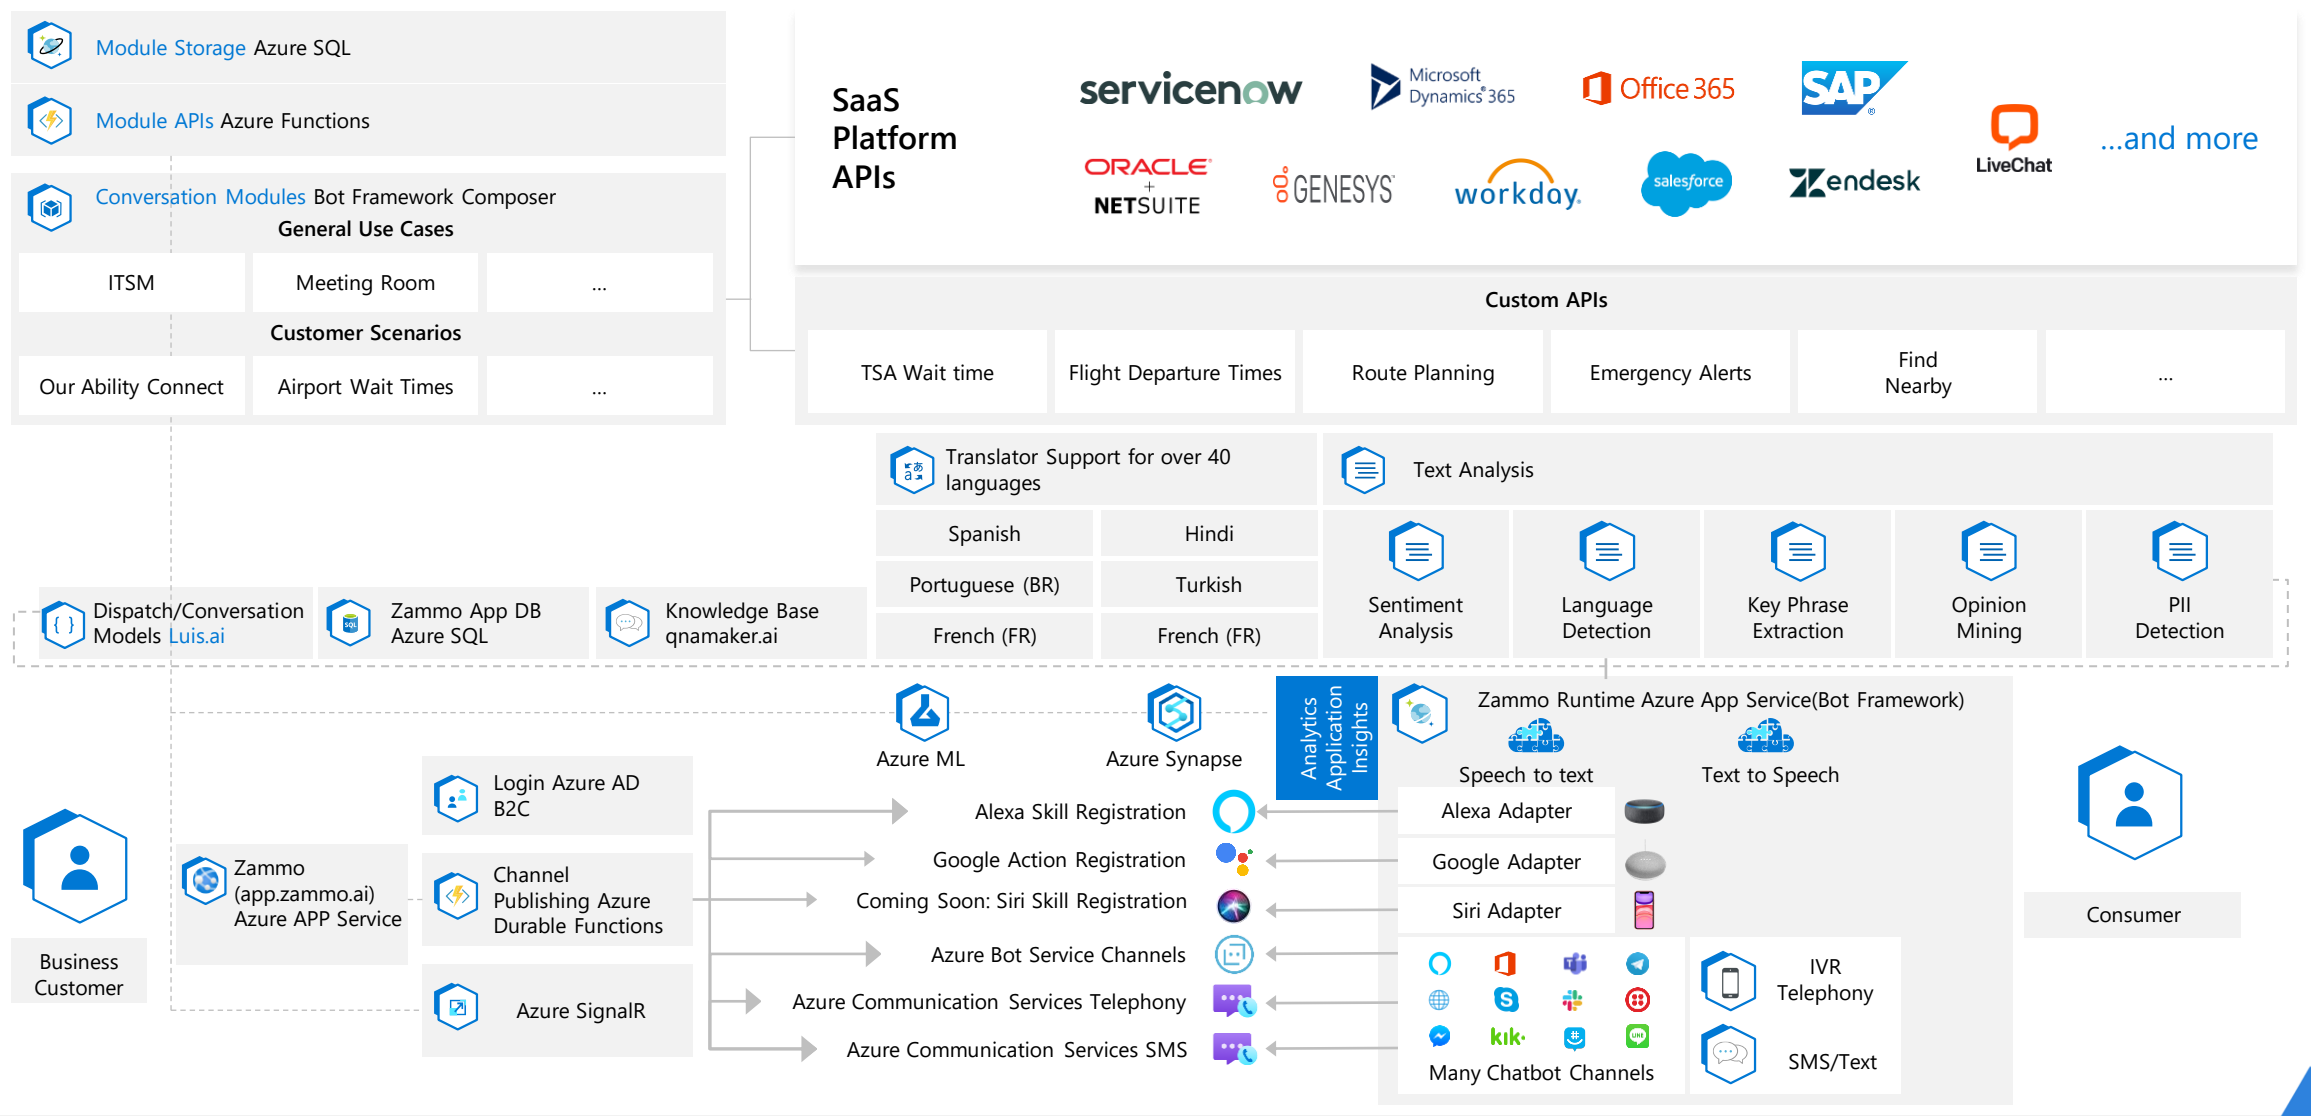 Module Storage Azure SQL
Module APIs Azure Functions
Conversation Modules Bot Framework Composer
General Use Cases
ITSM
Meeting Room
...
Customer Scenarios
Our Ability Connect
Airport Wait Times
...
SaaS
Platform
APIs
servicenow
Microsoft
Dynamics 365
Office 365
SAP
ORACLE
+
NETSUITE
GENESYS
workday.
salesforce
zendesk
LiveChat
...and more
Custom APIs
TSA Wait time
Flight Departure Times
Route Planning
Emergency Alerts
Find
Nearby
...
Translator Support for over 40
languages
Spanish
Hindi
Portuguese (BR)
Turkish
French (FR)
French (FR)
Text Analysis
Sentiment
Analysis
Language
Detection
Key Phrase
Extraction
Opinion
Mining
PII
Detection
Dispatch/Conversation
Models Luis.ai
SQL
Zammo App DB
Azure SQL
Knowledge Base
qnamaker.ai
Azure ML
Azure Synapse
Analytics
Application
Insights
Zammo Runtime Azure App Service(Bot Framework)
Speech to text
Text to Speech
Business
Customer
Zammo
(app.zammo.ai)
Azure APP Service
Login Azure AD
B2C
Channel
Publishing Azure
Durable Functions
Azure SignalR
Alexa Skill Registration
Google Action Registration
Coming Soon: Siri Skill Registration
Azure Bot Service Channels
Azure Communication Services Telephony
Azure Communication Services SMS
Alexa Adapter
Google Adapter
Siri Adapter
kik
LINE
Many Chatbot Channels
IVR
Telephony
SMS/Text
Consumer